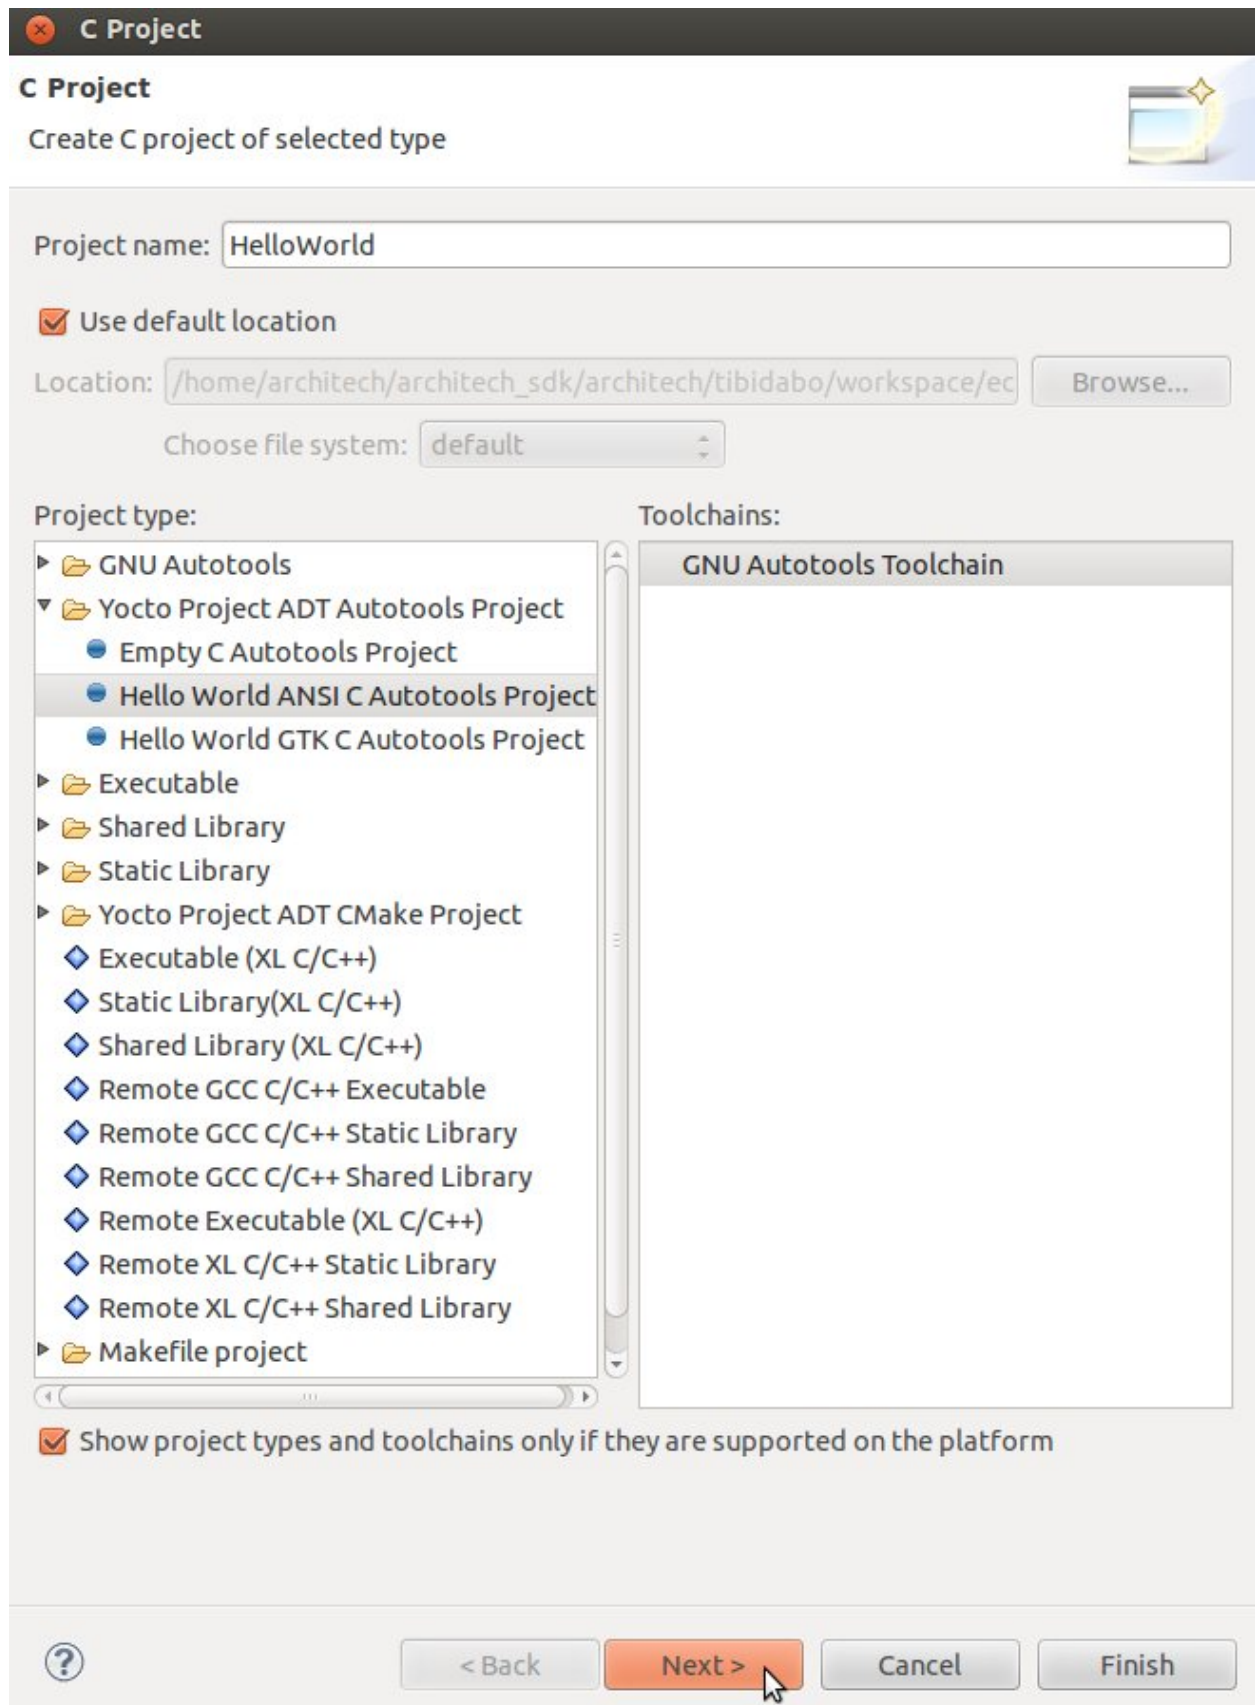 C Project
C Project
Create C project of selected type
Project name: HelloWorld
Use default location
Location: /home/architech/architech_sdk/architech/tibidabo/workspace/ec Browse...
Choose file system: default
Project type:
GNU Autotools
Yocto Project ADT Autotools Project
Empty C Autotools Project
Hello World ANSI C Autotools Project
Hello World GTK C Autotools Project
Executable
Shared Library
Static Library
Yocto Project ADT CMake Project
Executable (XL C/C++)
Static Library(XL C/C++)
Shared Library (XL C/C++)
Remote GCC C/C++ Executable
Remote GCC C/C++ Static Library
Remote GCC C/C++ Shared Library
Remote Executable (XL C/C++)
Remote XL C/C++ Static Library
Remote XL C/C++ Shared Library
Makefile project
Toolchains:
GNU Autotools Toolchain
Show project types and toolchains only if they are supported on the platform
? < Back Next > Cancel Finish